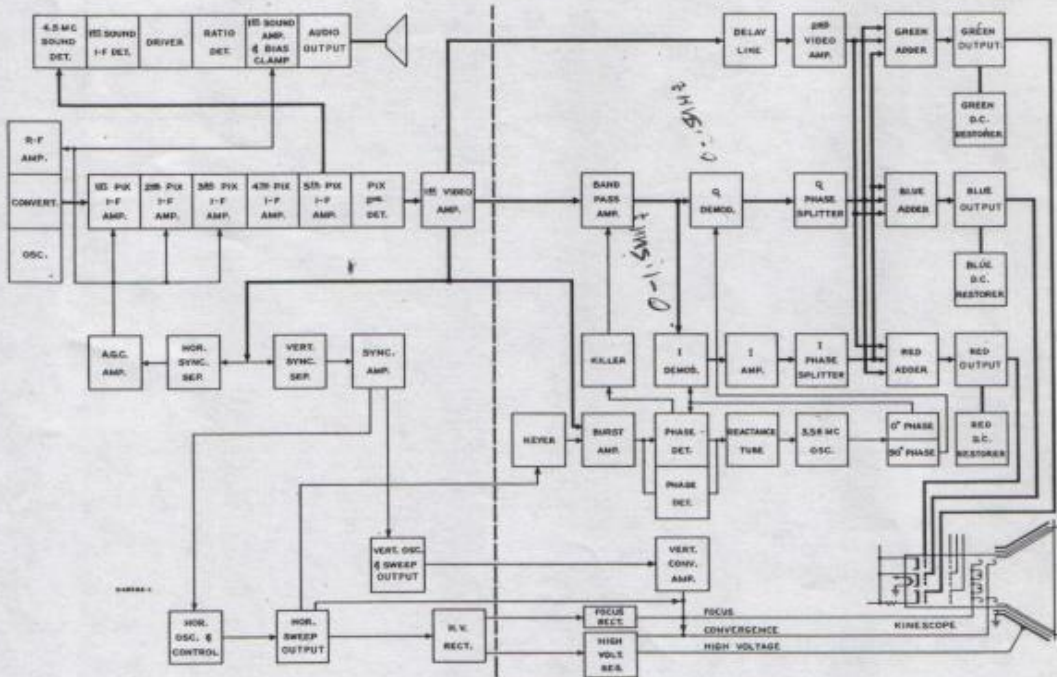 4.5 MC
SOUND
DET.
1ST SOUND
I-F DET.
DRIVER
RATIO
DET.
1ST SOUND
AMP.
& BIAS
CLAMP
AUDIO
OUTPUT
DELAY
LINE
2ND
VIDEO
AMP.
GREEN
ADDER
GREEN
OUTPUT
GREEN
D.C.
RESTORER
R-F
AMP.
CONVERT.
OSC.
1ST PIX
I-F
AMP.
2ND PIX
I-F
AMP.
3RD PIX
I-F
AMP.
4TH PIX
I-F
AMP.
5TH PIX
I-F
AMP.
PIX
2ND
DET.
1ST VIDEO
AMP.
BAND
PASS
AMP.
Q
DEMOD.
Q
PHASE
SPLITTER
BLUE
ADDER
BLUE
OUTPUT
BLUE
D.C.
RESTORER
A.G.C.
AMP.
HOR.
SYNC
SEP.
VERT.
SYNC
SEP.
SYNC.
AMP.
KILLER
I
DEMOD.
I
AMP.
I
PHASE
SPLITTER
RED
ADDER
RED
OUTPUT
RED
D.C.
RESTORER
KEYER
BURST
AMP.
PHASE
DET.
PHASE
DET.
REACTANCE
TUBE
3.58 MC
OSC.
0° PHASE
90° PHASE
VERT. OSC.
& SWEEP
OUTPUT
VERT.
CONV.
AMP.
HOR.
OSC. &
CONTROL
HOR.
SWEEP
OUTPUT
H.V.
RECT.
FOCUS
RECT.
HIGH
VOLT.
REG.
FOCUS
CONVERGENCE
HIGH VOLTAGE
KINESCOPE